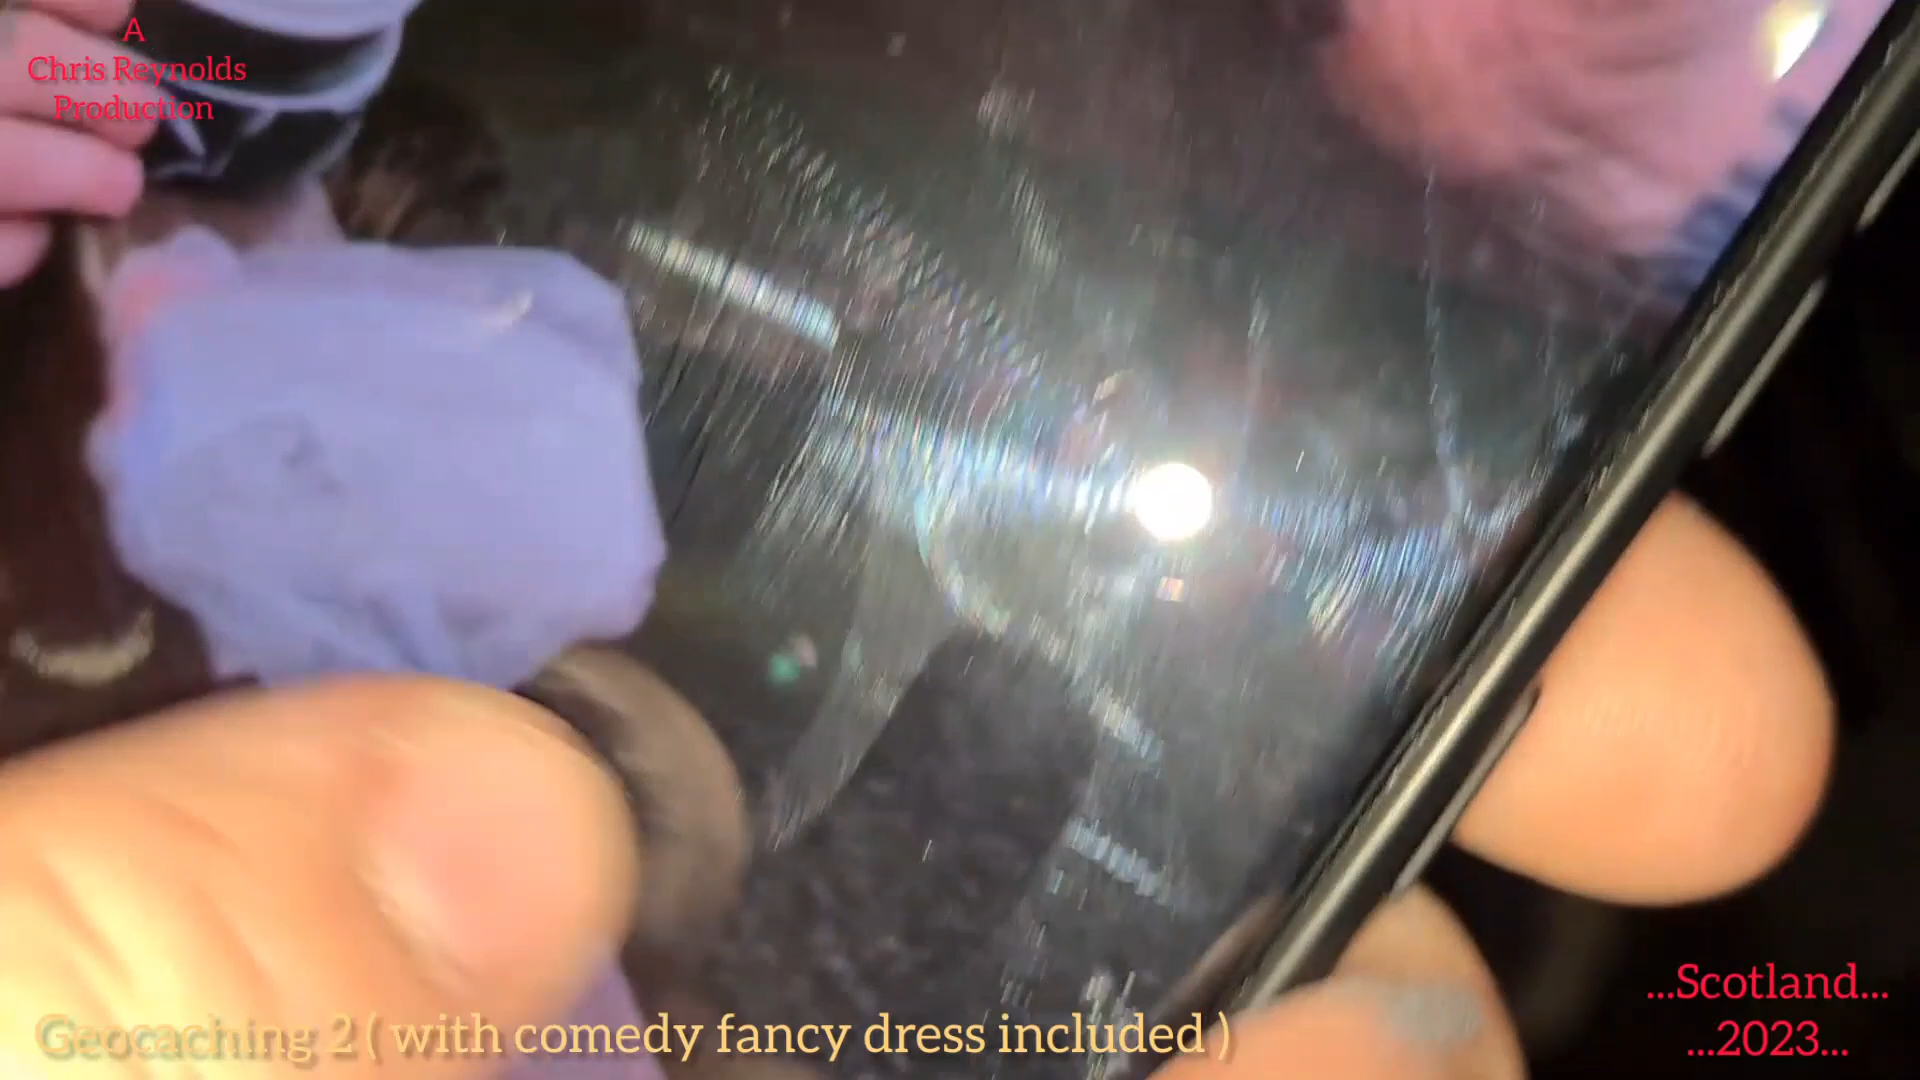 A
Chris Reynolds
Production
Geocaching 2 ( with comedy fancy dress included )
...Scotland...
...2023...